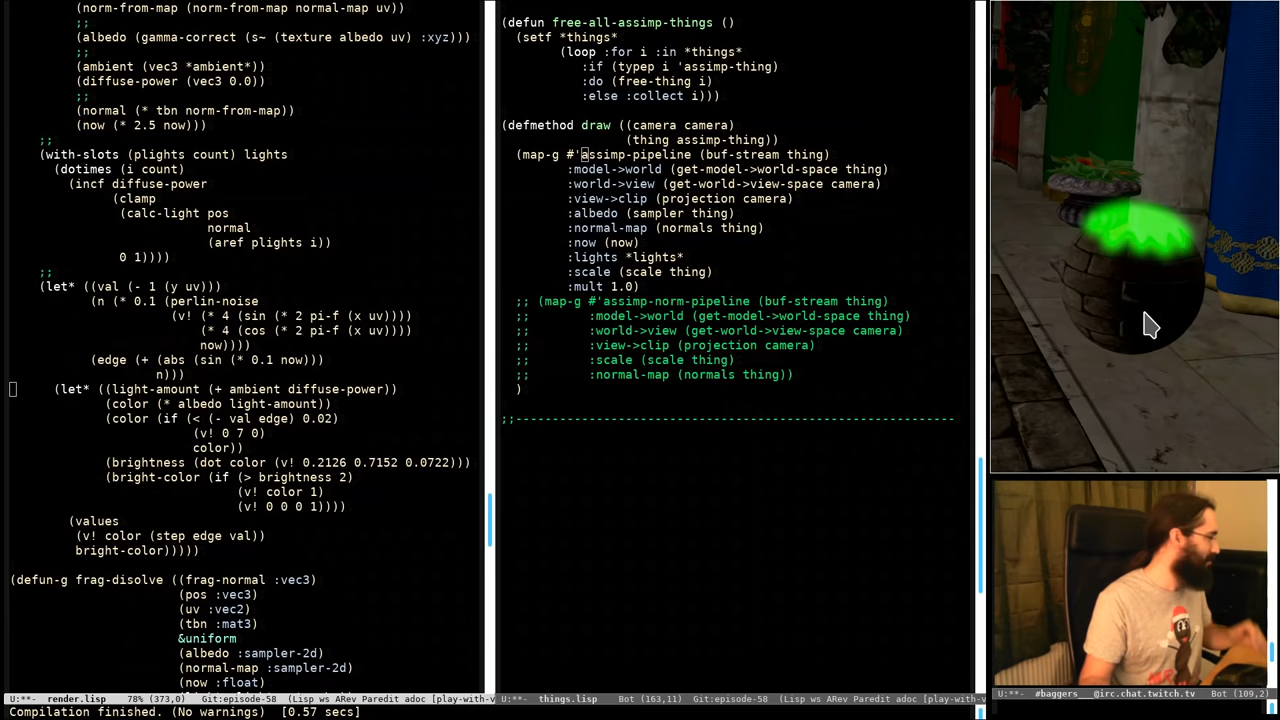 (norm-from-map (norm-from-map normal-map uv))
;;
(albedo (gamma-correct (s~ (texture albedo uv) :xyz)))
;;
(ambient (vec3 *ambient*))
(diffuse-power (vec3 0.0))
;;
(normal (* tbn norm-from-map))
(now (* 2.5 now)))
;;
(with-slots (plights count) lights
(dotimes (i count)
(incf diffuse-power
(clamp
(calc-light pos
normal
(aref plights i))
0 1))))
;;
(let* ((val (- 1 (y uv)))
(n (* 0.1 (perlin-noise
(v! (* 4 (sin (* 2 pi-f (x uv))))
(* 4 (cos (* 2 pi-f (x uv))))
now))))
(edge (+ (abs (sin (* 0.1 now)))
n)))
(let* ((light-amount (+ ambient diffuse-power))
(color (* albedo light-amount))
(color (if (< (- val edge) 0.02)
(v! 0 7 0)
color))
(brightness (dot color (v! 0.2126 0.7152 0.0722)))
(bright-color (if (> brightness 2)
(v! color 1)
(v! 0 0 0 1))))
(values
(v! color (step edge val))
bright-color)))))
(defun-g frag-disolve ((frag-normal :vec3)
(pos :vec3)
(uv :vec2)
(tbn :mat3)
&uniform
(albedo :sampler-2d)
(normal-map :sampler-2d)
(now :float)
U:**- render.lisp 78% (373,0) Git:episode-58 (Lisp ws ARev Paredit adoc [play-with-v
Compilation finished. (No warnings) [0.57 secs]
(defun free-all-assimp-things ()
(setf *things*
(loop :for i :in *things*
:if (typep i 'assimp-thing)
:do (free-thing i)
:else :collect i)))
(defmethod draw ((camera camera)
(thing assimp-thing))
(map-g #'assimp-pipeline (buf-stream thing)
:model->world (get-model->world-space thing)
:world->view (get-world->view-space camera)
:view->clip (projection camera)
:albedo (sampler thing)
:normal-map (normals thing)
:now (now)
:lights *lights*
:scale (scale thing)
:mult 1.0)
;; (map-g #'assimp-norm-pipeline (buf-stream thing)
;; :model->world (get-model->world-space thing)
;; :world->view (get-world->view-space camera)
;; :view->clip (projection camera)
;; :scale (scale thing)
;; :normal-map (normals thing))
)
;;------------------------------------------------------------
U:**- things.lisp Bot (163,11) Git:episode-58 (Lisp ws ARev Paredit adoc [play-with-v
U:**- #baggers___@irc.chat.twitch.tv Bot (109,2)